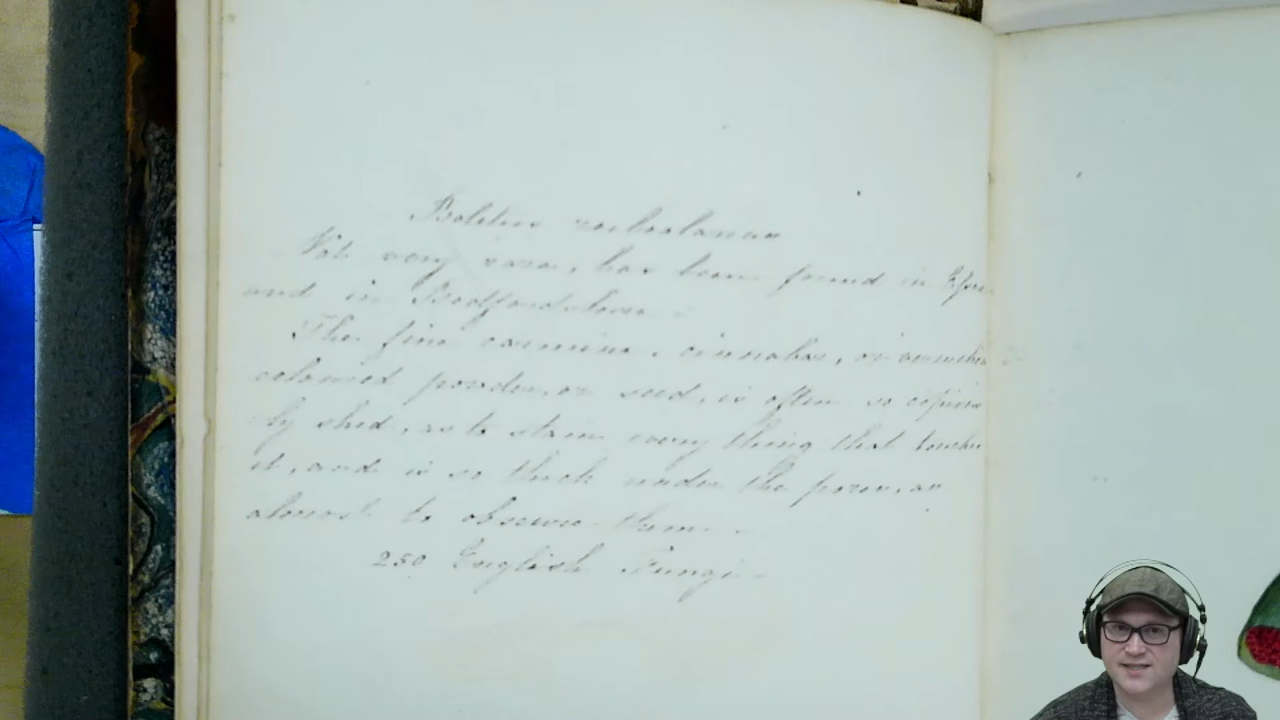 Boletus
Not very rare, has been found in
and in Bedfordshire
The fine carmine, cinnabar, or
coloured powder, or seed, is often so
ly shed, as to stain every thing that
it, and is so thick under the pores, as
almost to obscure them.
250 English Fungi